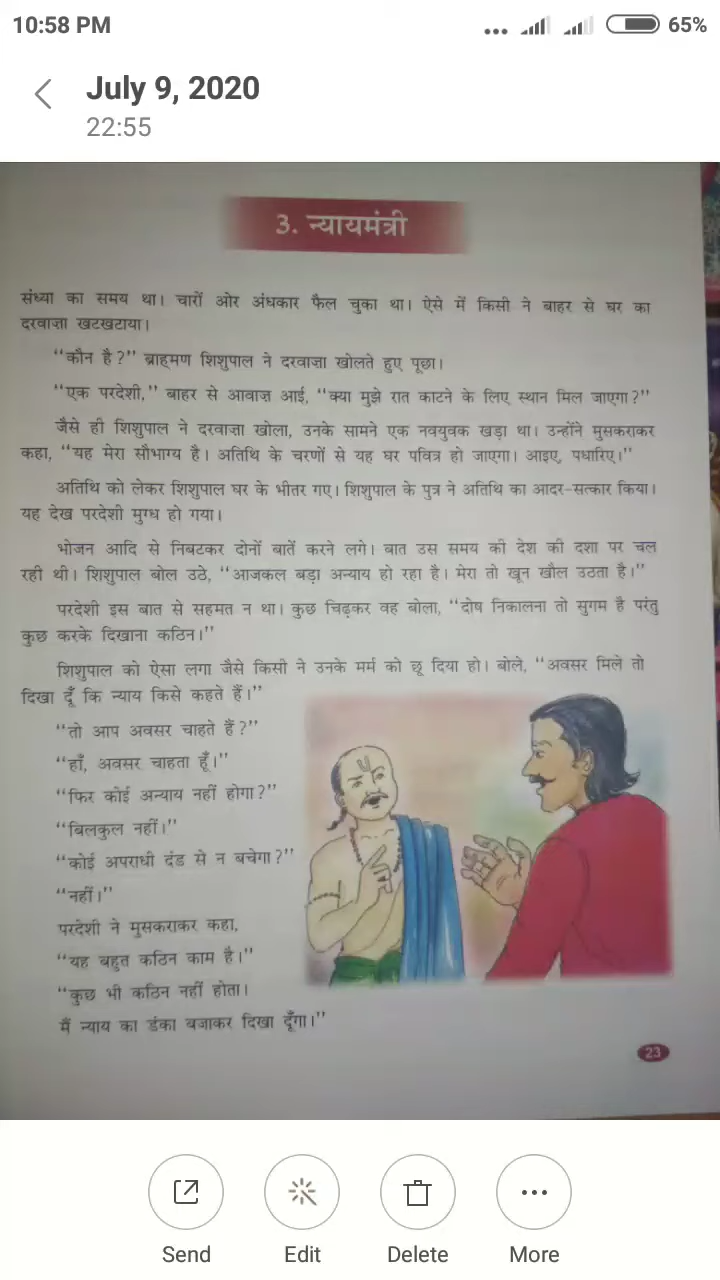 10:58 PM
65%
July 9, 2020
22:55
3. न्यायमंत्री
संध्या का समय था। चारों ओर अंधकार फैल चुका था। ऐसे में किसी ने बाहर से घर का
दरवाज़ा खटखटाया।
“कौन है?” ब्राह्मण शिशुपाल ने दरवाज़ा खोलते हुए पूछा।
“एक परदेशी,” बाहर से आवाज़ आई, “क्या मुझे रात काटने के लिए स्थान मिल जाएगा?”
जैसे ही शिशुपाल ने दरवाज़ा खोला, उनके सामने एक नवयुवक खड़ा था। उन्होंने मुसकराकर
कहा, “यह मेरा सौभाग्य है। अतिथि के चरणों से यह घर पवित्र हो जाएगा। आइए, पधारिए।”
अतिथि को लेकर शिशुपाल घर के भीतर गए। शिशुपाल के पुत्र ने अतिथि का आदर-सत्कार किया।
यह देख परदेशी मुग्ध हो गया।
भोजन आदि से निबटकर दोनों बातें करने लगे। बात उस समय की देश की दशा पर चल
रही थी। शिशुपाल बोल उठे, “आजकल बड़ा अन्याय हो रहा है। मेरा तो खून खौल उठता है।”
परदेशी इस बात से सहमत न था। कुछ चिढ़कर वह बोला, “दोष निकालना तो सुगम है परंतु
कुछ करके दिखाना कठिन।”
शिशुपाल को ऐसा लगा जैसे किसी ने उनके मर्म को छू दिया हो। बोले, “अवसर मिले तो
दिखा दूँ कि न्याय किसे कहते हैं।”
“तो आप अवसर चाहते हैं?”
“हाँ, अवसर चाहता हूँ।”
“फिर कोई अन्याय नहीं होगा?”
“बिलकुल नहीं।”
“कोई अपराधी दंड से न बचेगा?”
“नहीं।”
परदेशी ने मुसकराकर कहा,
“यह बहुत कठिन काम है।”
“कुछ भी कठिन नहीं होता।
मैं न्याय का डंका बजाकर दिखा दूँगा।”
23
Send
Edit
Delete
More